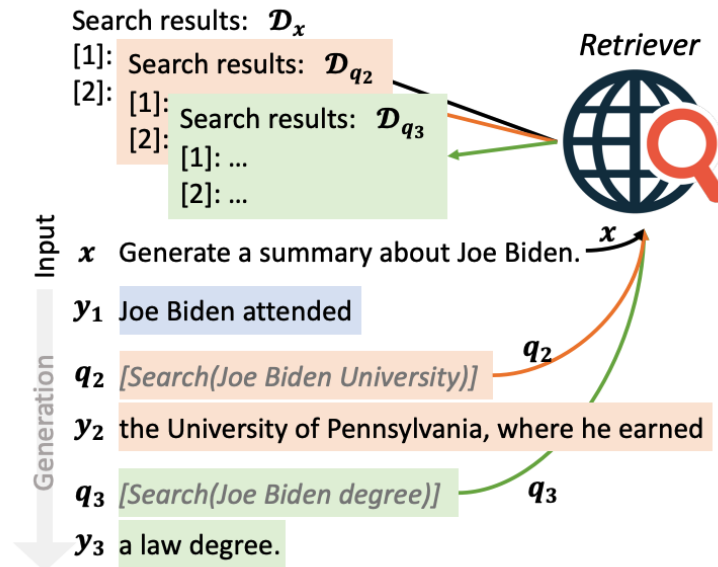 Search results: 𝓓x
[1]:
[2]:
Search results: 𝓓q2
[1]:
[2]:
Search results: 𝓓q3
[1]: ...
[2]: ...
Retriever
Input
x Generate a summary about Joe Biden.
x
Generation
y1 Joe Biden attended
q2
q2 [Search(Joe Biden University)]
y2 the University of Pennsylvania, where he earned
q3 [Search(Joe Biden degree)]
q3
y3 a law degree.